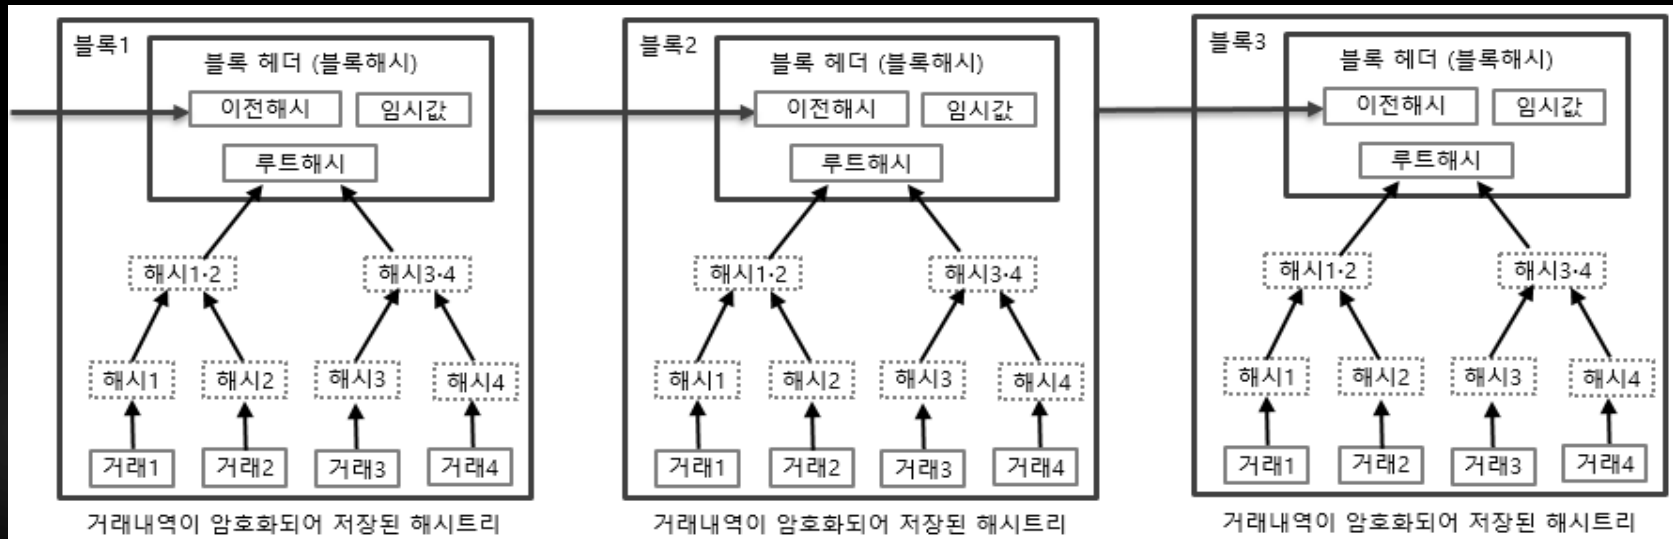 블록1
블록 헤더 (블록해시)
이전해시 임시값
루트해시
해시1·2 해시3·4
해시1 해시2 해시3 해시4
거래1 거래2 거래3 거래4
거래내역이 암호화되어 저장된 해시트리
블록2
블록 헤더 (블록해시)
이전해시 임시값
루트해시
해시1·2 해시3·4
해시1 해시2 해시3 해시4
거래1 거래2 거래3 거래4
거래내역이 암호화되어 저장된 해시트리
블록3
블록 헤더 (블록해시)
이전해시 임시값
루트해시
해시1·2 해시3·4
해시1 해시2 해시3 해시4
거래1 거래2 거래3 거래4
거래내역이 암호화되어 저장된 해시트리